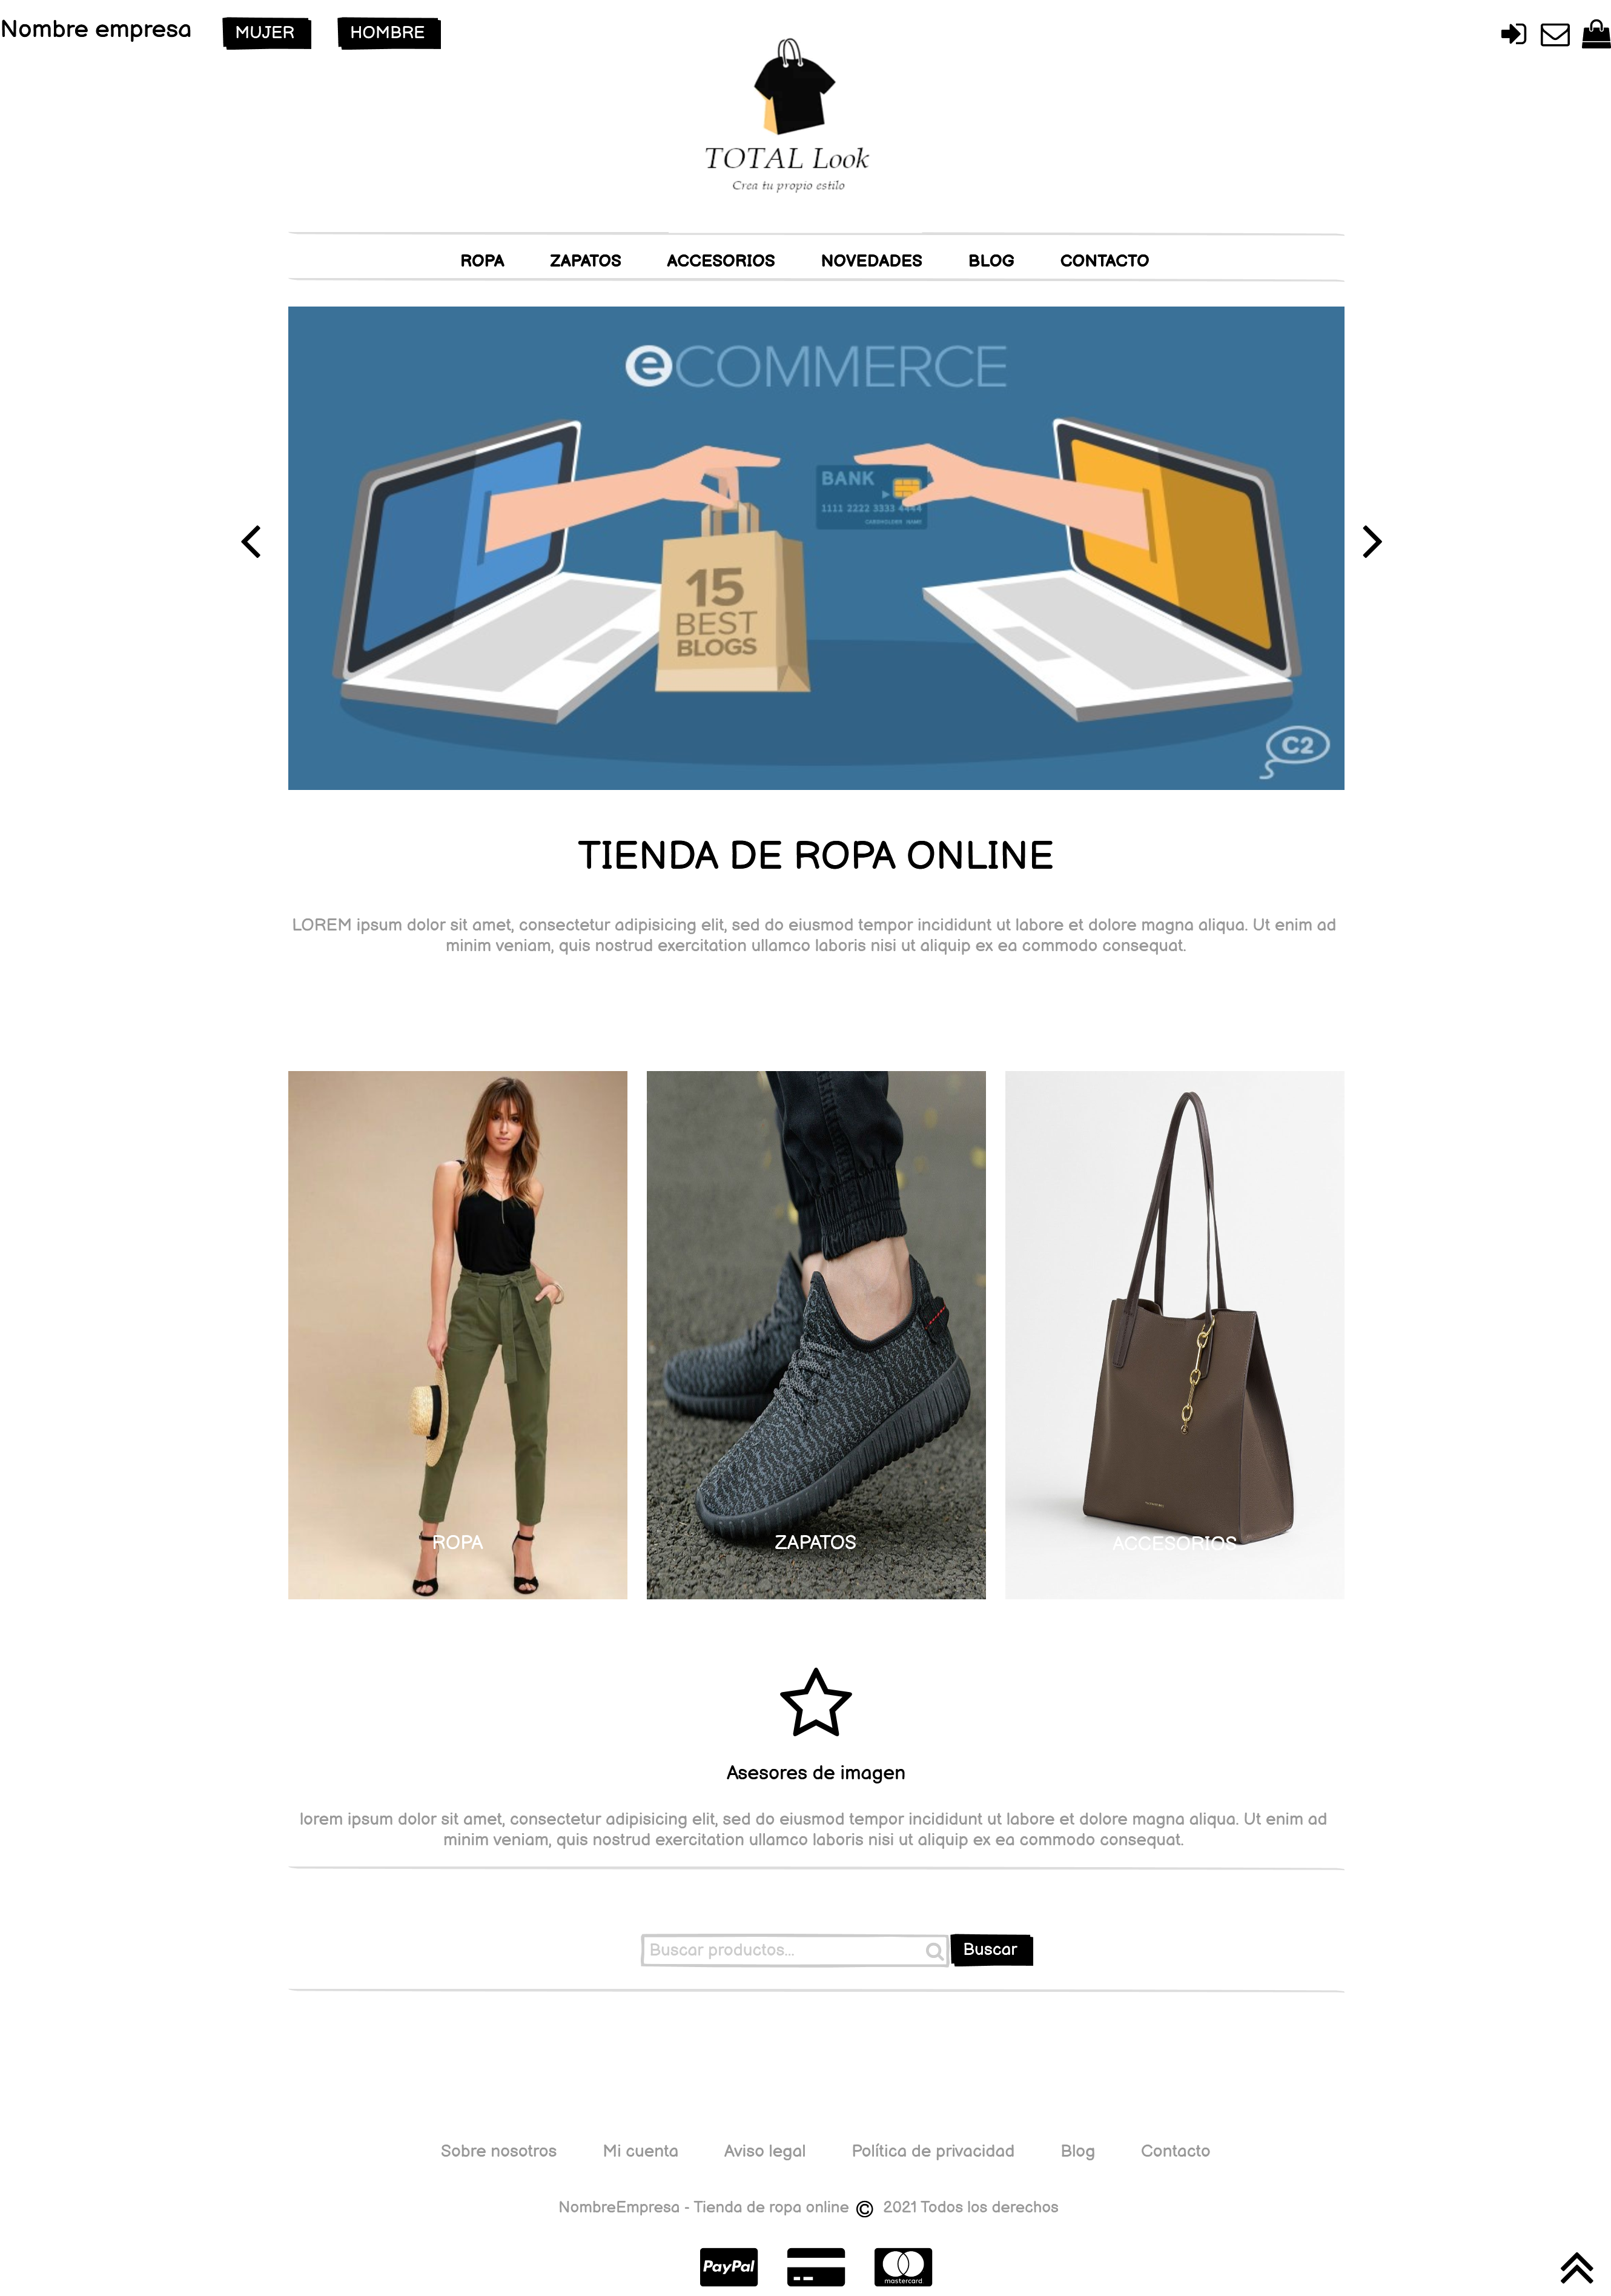 Nombre empresa
MUJER
HOMBRE
TOTAL Look
Crea tu propio estilo
ROPA
ZAPATOS
ACCESORIOS
NOVEDADES
BLOG
CONTACTO
eCOMMERCE
BANK
1111 2222 3333 4444
CARDHOLDER NAME
15
BEST
BLOGS
C2
TIENDA DE ROPA ONLINE
LOREM ipsum dolor sit amet, consectetur adipisicing elit, sed do eiusmod tempor incididunt ut labore et dolore magna aliqua. Ut enim ad
minim veniam, quis nostrud exercitation ullamco laboris nisi ut aliquip ex ea commodo consequat.
ROPA
ZAPATOS
ACCESORIOS
Asesores de imagen
lorem ipsum dolor sit amet, consectetur adipisicing elit, sed do eiusmod tempor incididunt ut labore et dolore magna aliqua. Ut enim ad
minim veniam, quis nostrud exercitation ullamco laboris nisi ut aliquip ex ea commodo consequat.
Buscar productos...
Buscar
Sobre nosotros
Mi cuenta
Aviso legal
Política de privacidad
Blog
Contacto
NombreEmpresa - Tienda de ropa online © 2021 Todos los derechos
PayPal
mastercard